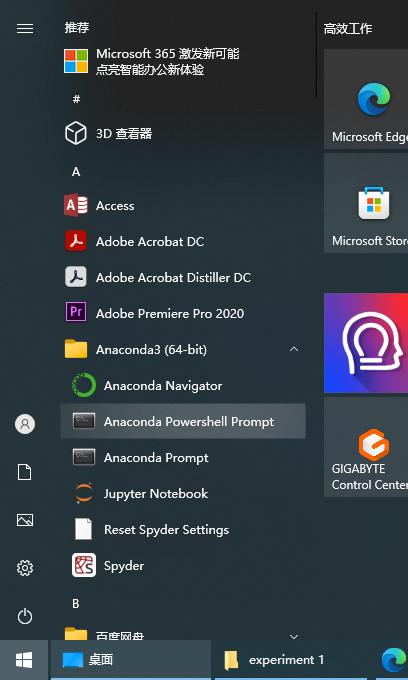 推荐
高效工作
Microsoft 365 激发新可能
点亮智能办公新体验
#
3D 查看器
Microsoft Edge
A
Access
Adobe Acrobat DC
Microsoft Store
Adobe Acrobat Distiller DC
Adobe Premiere Pro 2020
Anaconda3 (64-bit)
Anaconda Navigator
Anaconda Powershell Prompt
Anaconda Prompt
GIGABYTE
Control Center
Jupyter Notebook
Reset Spyder Settings
Spyder
B
百度网盘
桌面
experiment 1